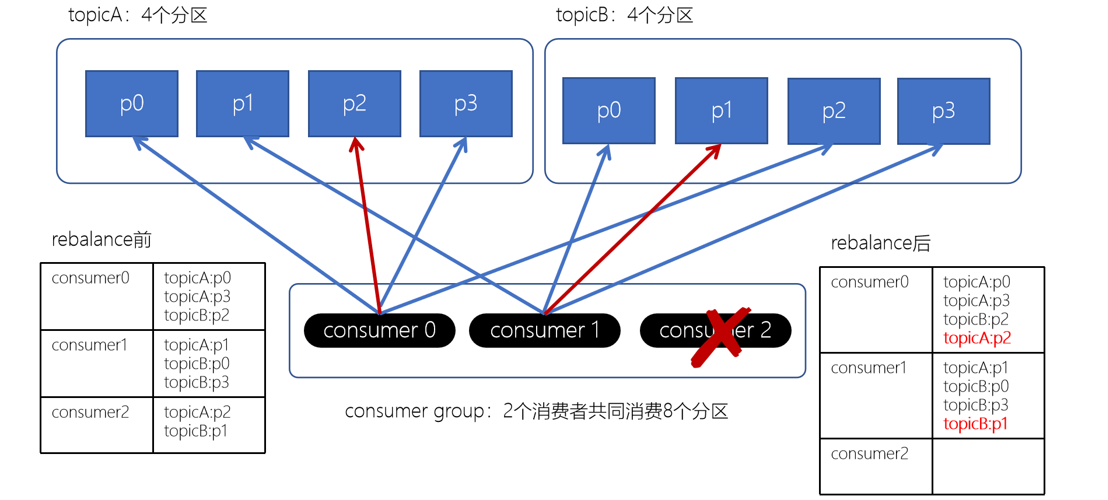 topicA：4个分区
topicB：4个分区
p0
p1
p2
p3
p0
p1
p2
p3
rebalance前
consumer0
topicA:p0
topicA:p3
topicB:p2
consumer1
topicA:p1
topicB:p0
topicB:p3
consumer2
topicA:p2
topicB:p1
consumer 0
consumer 1
consumer 2
consumer group：2个消费者共同消费8个分区
rebalance后
consumer0
topicA:p0
topicA:p3
topicB:p2
topicA:p2
consumer1
topicA:p1
topicB:p0
topicB:p3
topicB:p1
consumer2